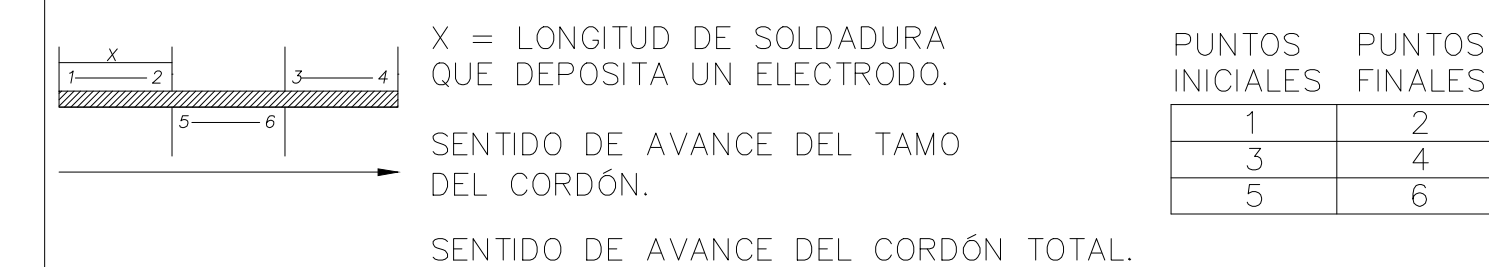 X
1 2
3 4
5 6
X = LONGITUD DE SOLDADURA
QUE DEPOSITA UN ELECTRODO.
SENTIDO DE AVANCE DEL TAMO
DEL CORDÓN.
SENTIDO DE AVANCE DEL CORDÓN TOTAL.
PUNTOS PUNTOS
INICIALES FINALES
1 2
3 4
5 6